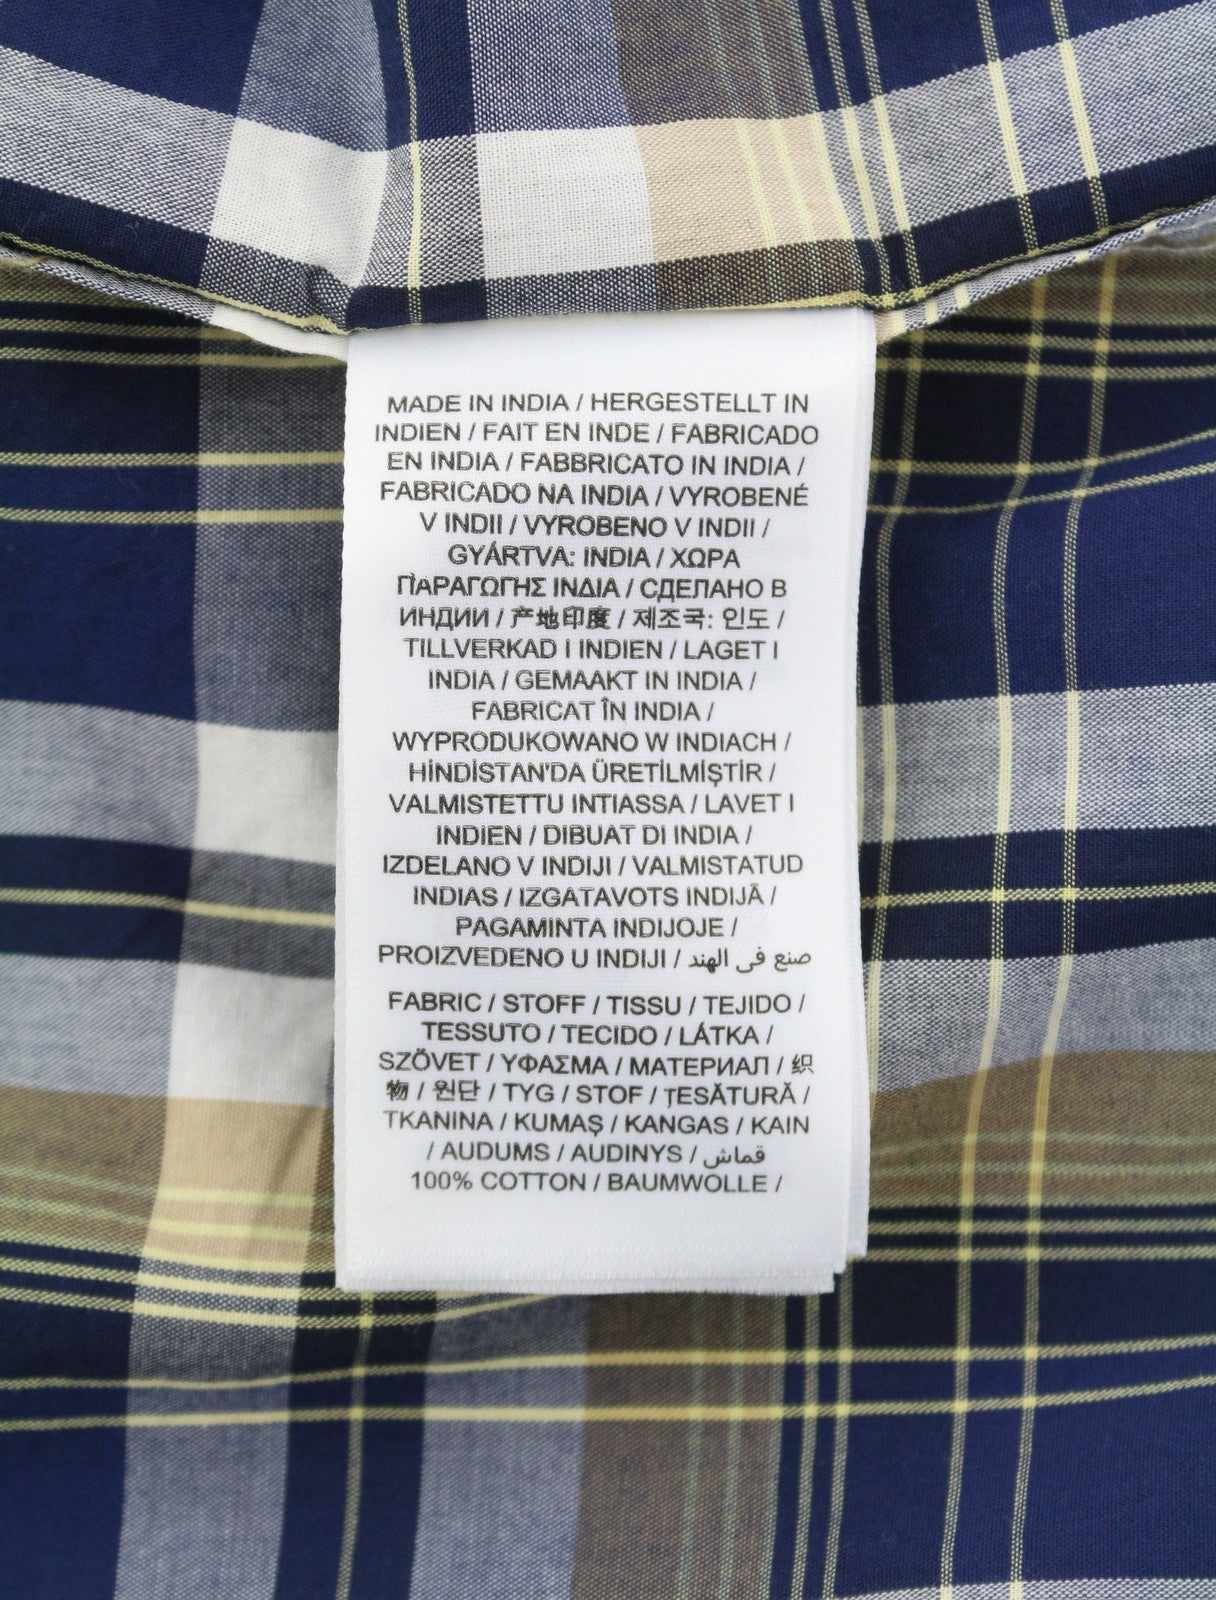 MADE IN INDIA / HERGESTELLT IN
INDIEN / FAIT EN INDE / FABRICADO
EN INDIA / FABBRICATO IN INDIA /
FABRICADO NA INDIA / VYROBENÉ
V INDII / VYROBENO V INDII /
GYÁRTVA: INDIA / ΧΩΡΑ
ΠΑΡΑΓΩΓΗΣ ΙΝΔΙΑ / СДЕЛАНО В
ИНДИИ / 产地印度 / 제조국: 인도 /
TILLVERKAD I INDIEN / LAGET I
INDIA / GEMAAKT IN INDIA /
FABRICAT ÎN INDIA /
WYPRODUKOWANO W INDIACH /
HİNDİSTAN'DA ÜRETİLMİŞTİR /
VALMISTETTU INTIASSA / LAVET I
INDIEN / DIBUAT DI INDIA /
IZDELANO V INDIJI / VALMISTATUD
INDIAS / IZGATAVOTS INDIJĀ /
PAGAMINTA INDIJOJE /
PROIZVEDENO U INDIJI / صنع في الهند
FABRIC / STOFF / TISSU / TEJIDO /
TESSUTO / TECIDO / LÁTKA /
SZÖVET / ΥΦΑΣΜΑ / МАТЕРИАЛ / 织
物 / 원단 / TYG / STOF / ȚESĂTURĂ /
TKANINA / KUMAŞ / KANGAS / KAIN
/ AUDUMS / AUDINYS / قماش
100% COTTON / BAUMWOLLE /